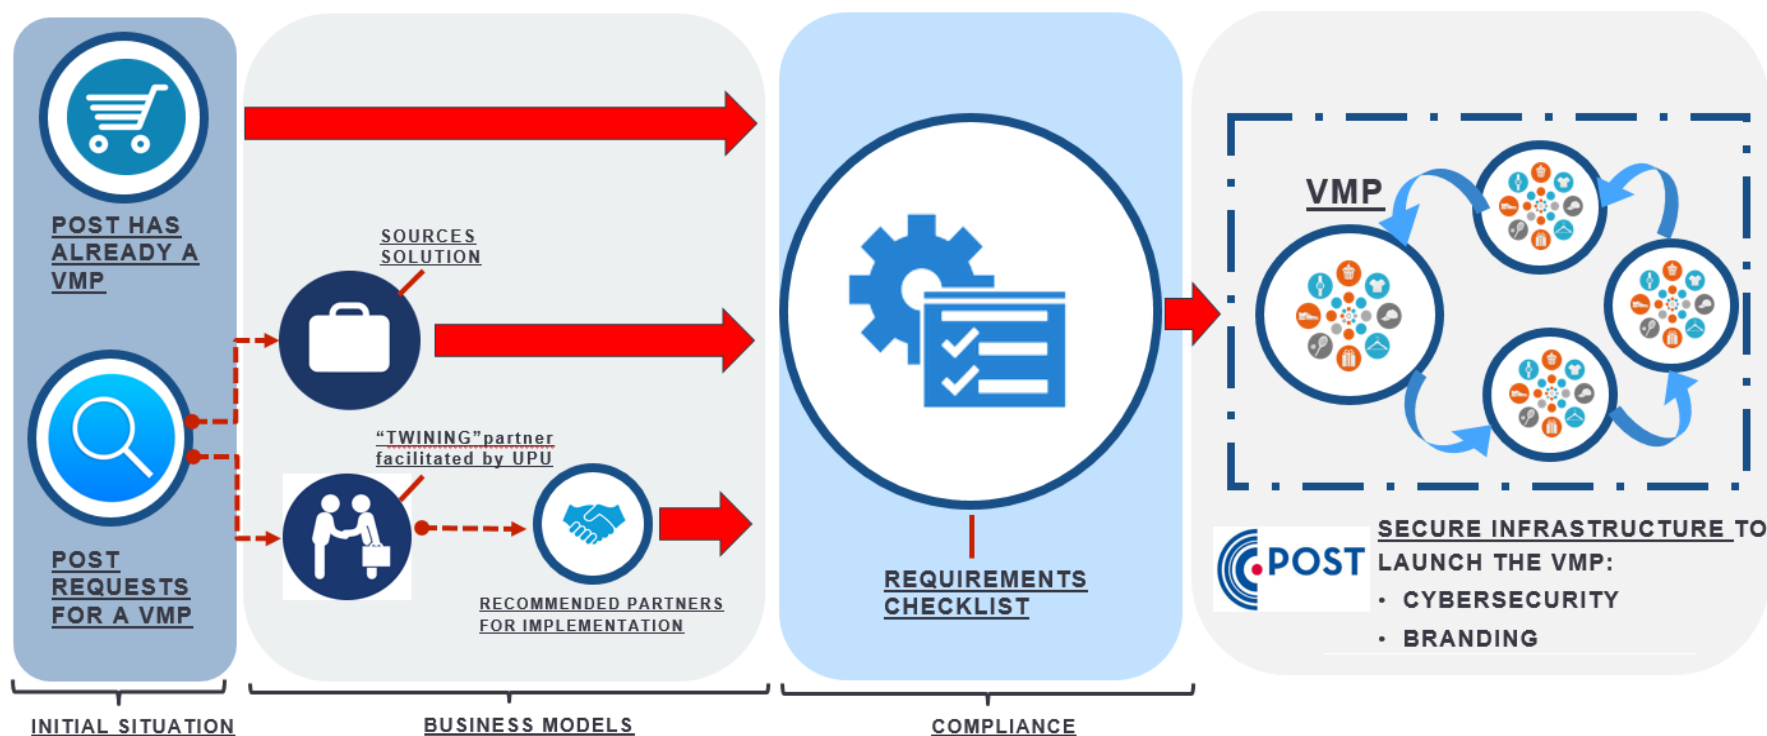 POST HAS
ALREADY A
VMP
POST
REQUESTS
FOR A VMP
INITIAL SITUATION
SOURCES
SOLUTION
“TWINING”partner
facilitated by UPU
RECOMMENDED PARTNERS
FOR IMPLEMENTATION
BUSINESS MODELS
REQUIREMENTS
CHECKLIST
COMPLIANCE
VMP
POST
SECURE INFRASTRUCTURE TO
LAUNCH THE VMP:
• CYBERSECURITY
• BRANDING